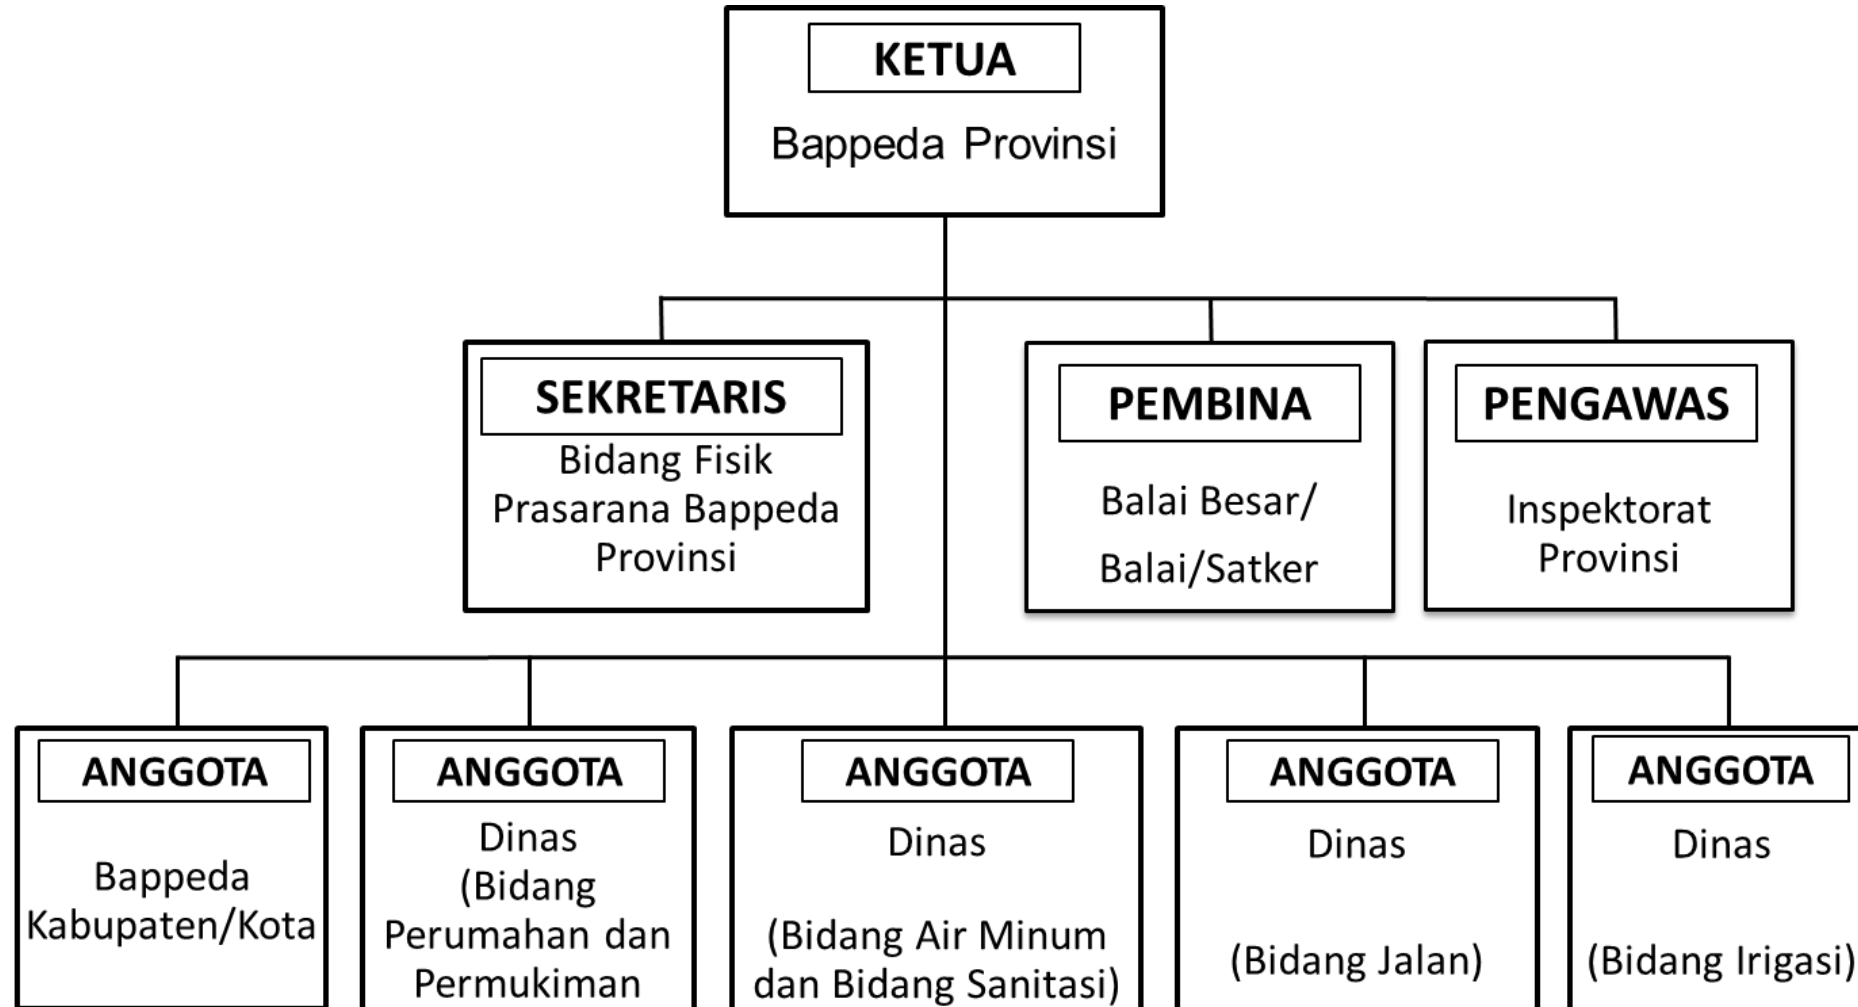 KETUA
Bappeda Provinsi
SEKRETARIS
Bidang Fisik
Prasarana Bappeda
Provinsi
PEMBINA
Balai Besar/
Balai/Satker
PENGAWAS
Inspektorat
Provinsi
ANGGOTA
Bappeda
Kabupaten/Kota
ANGGOTA
Dinas
(Bidang
Perumahan dan
Permukiman
ANGGOTA
Dinas
(Bidang Air Minum
dan Bidang Sanitasi)
ANGGOTA
Dinas
(Bidang Jalan)
ANGGOTA
Dinas
(Bidang Irigasi)